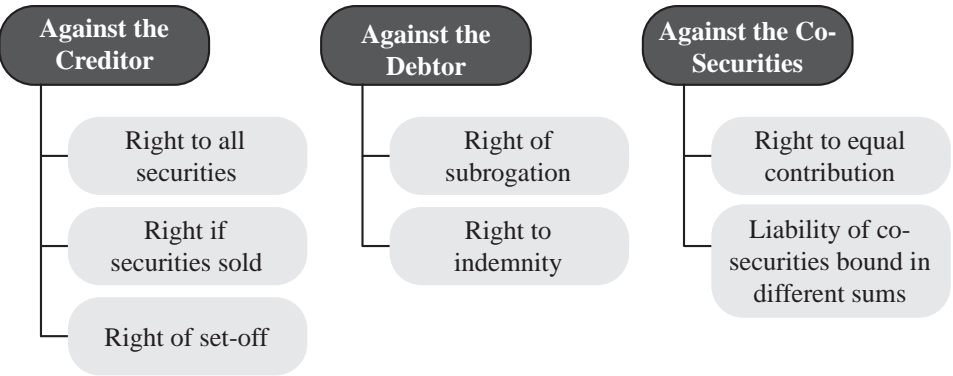 Against the
Creditor
Right to all
securities
Right if
securities sold
Right of set-off
Against the
Debtor
Right of
subrogation
Right to
indemnity
Against the Co-
Securities
Right to equal
contribution
Liability of co-
securities bound in
different sums